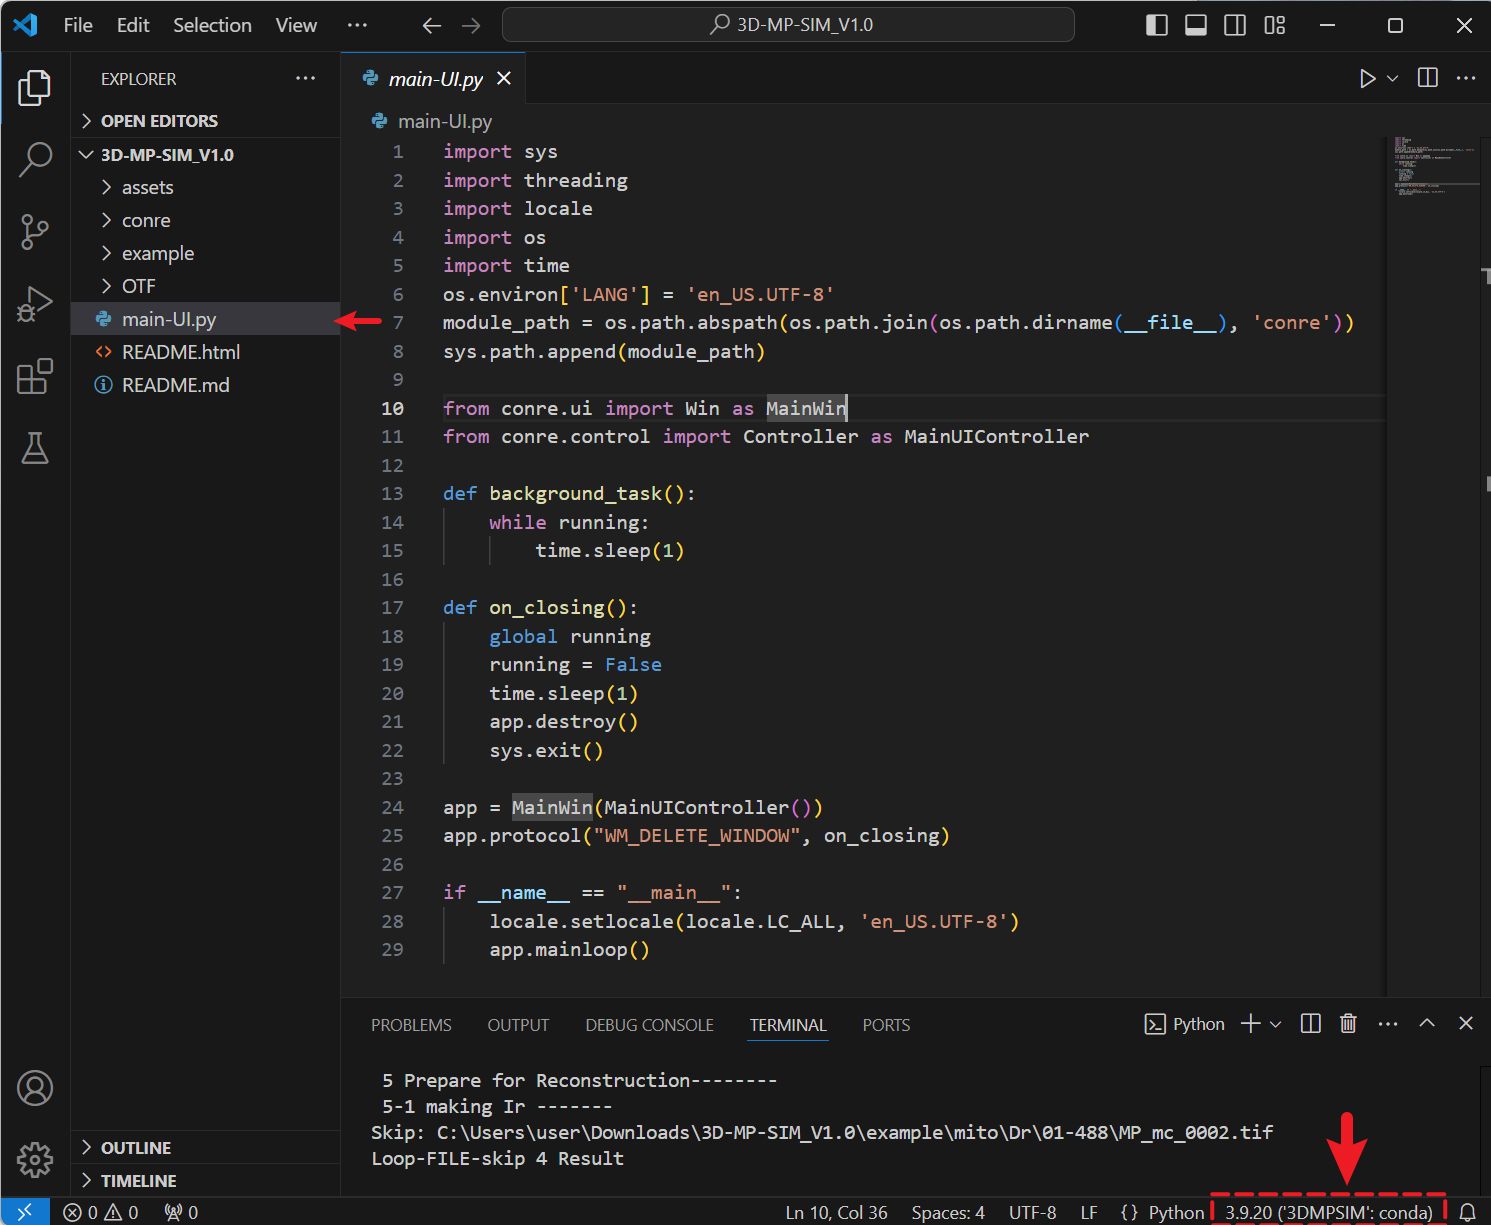 File Edit Selection View ··· 3D-MP-SIM_V1.0
EXPLORER ···
OPEN EDITORS
3D-MP-SIM_V1.0
assets
conre
example
OTF
main-UI.py
README.html
README.md
OUTLINE
TIMELINE
main-UI.py
main-UI.py
1 import sys
2 import threading
3 import locale
4 import os
5 import time
6 os.environ['LANG'] = 'en_US.UTF-8'
7 module_path = os.path.abspath(os.path.join(os.path.dirname(__file__), 'conre'))
8 sys.path.append(module_path)
9
10 from conre.ui import Win as MainWin
11 from conre.control import Controller as MainUIController
12
13 def background_task():
14 while running:
15 time.sleep(1)
16
17 def on_closing():
18 global running
19 running = False
20 time.sleep(1)
21 app.destroy()
22 sys.exit()
23
24 app = MainWin(MainUIController())
25 app.protocol("WM_DELETE_WINDOW", on_closing)
26
27 if __name__ == "__main__":
28 locale.setlocale(locale.LC_ALL, 'en_US.UTF-8')
29 app.mainloop()
PROBLEMS OUTPUT DEBUG CONSOLE TERMINAL PORTS Python
5 Prepare for Reconstruction--------
5-1 making Ir -------
Skip: C:\Users\user\Downloads\3D-MP-SIM_V1.0\example\mito\Dr\01-488\MP_mc_0002.tif
Loop-FILE-skip 4 Result
0 0 0 Ln 10, Col 36 Spaces: 4 UTF-8 LF {} Python 3.9.20 ('3DMPSIM': conda)